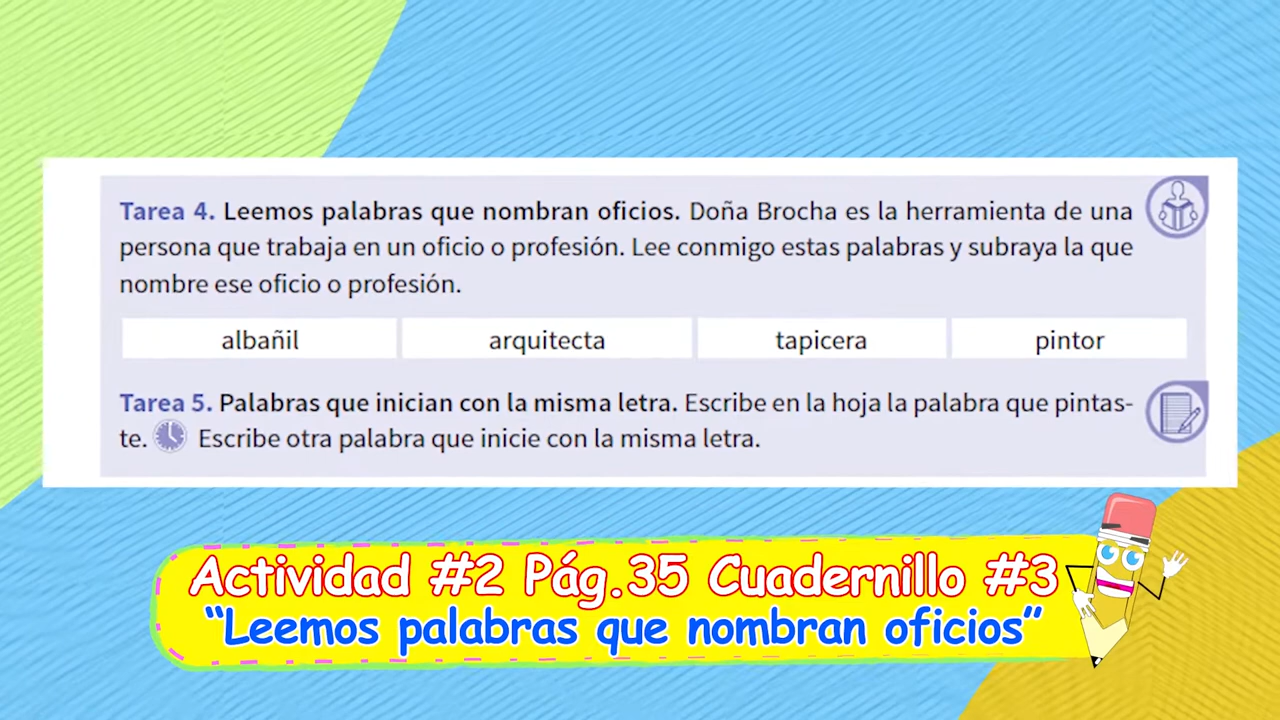 Tarea 4. Leemos palabras que nombran oficios. Doña Brocha es la herramienta de una
persona que trabaja en un oficio o profesión. Lee conmigo estas palabras y subraya la que
nombre ese oficio o profesión.
albañil arquitecta tapicera pintor
Tarea 5. Palabras que inician con la misma letra. Escribe en la hoja la palabra que pintas-
te. Escribe otra palabra que inicie con la misma letra.
Actividad #2 Pág.35 Cuadernillo #3
“Leemos palabras que nombran oficios”